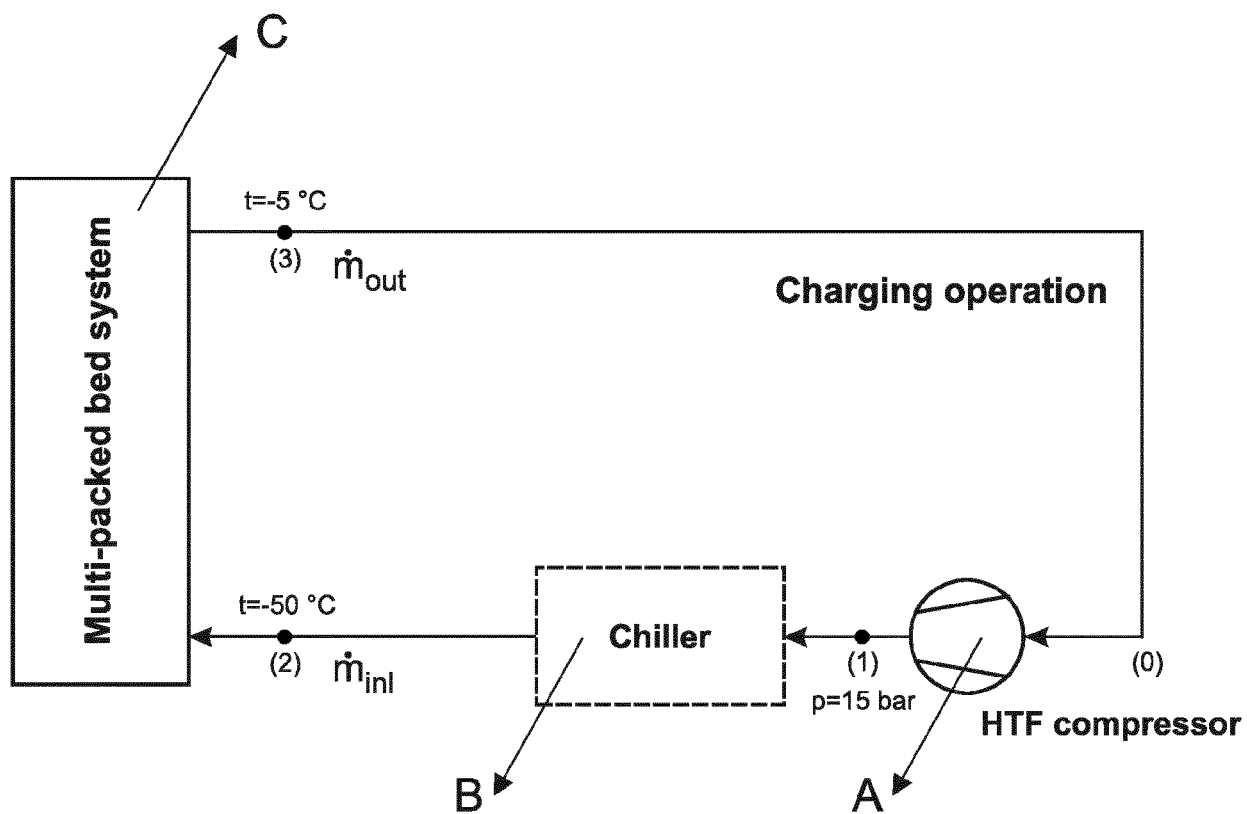 C
t=-5 °C
(3)
ṁout
Charging operation
Multi-packed bed system
t=-50 °C
(2)
ṁinl
Chiller
(1)
p=15 bar
(0)
HTF compressor
B
A